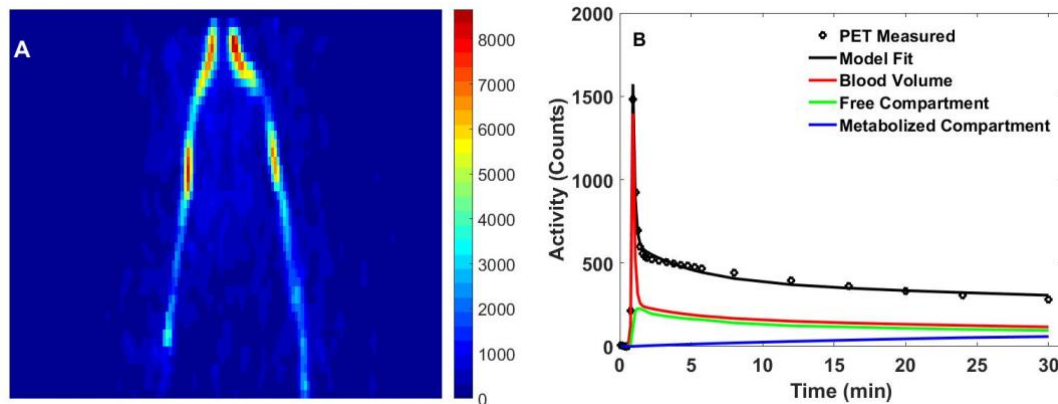 A
8000
7000
6000
5000
4000
3000
2000
1000
0
B
PET Measured
Model Fit
Blood Volume
Free Compartment
Metabolized Compartment
Activity (Counts)
2000
1500
1000
500
0
0 5 10 15 20 25 30
Time (min)